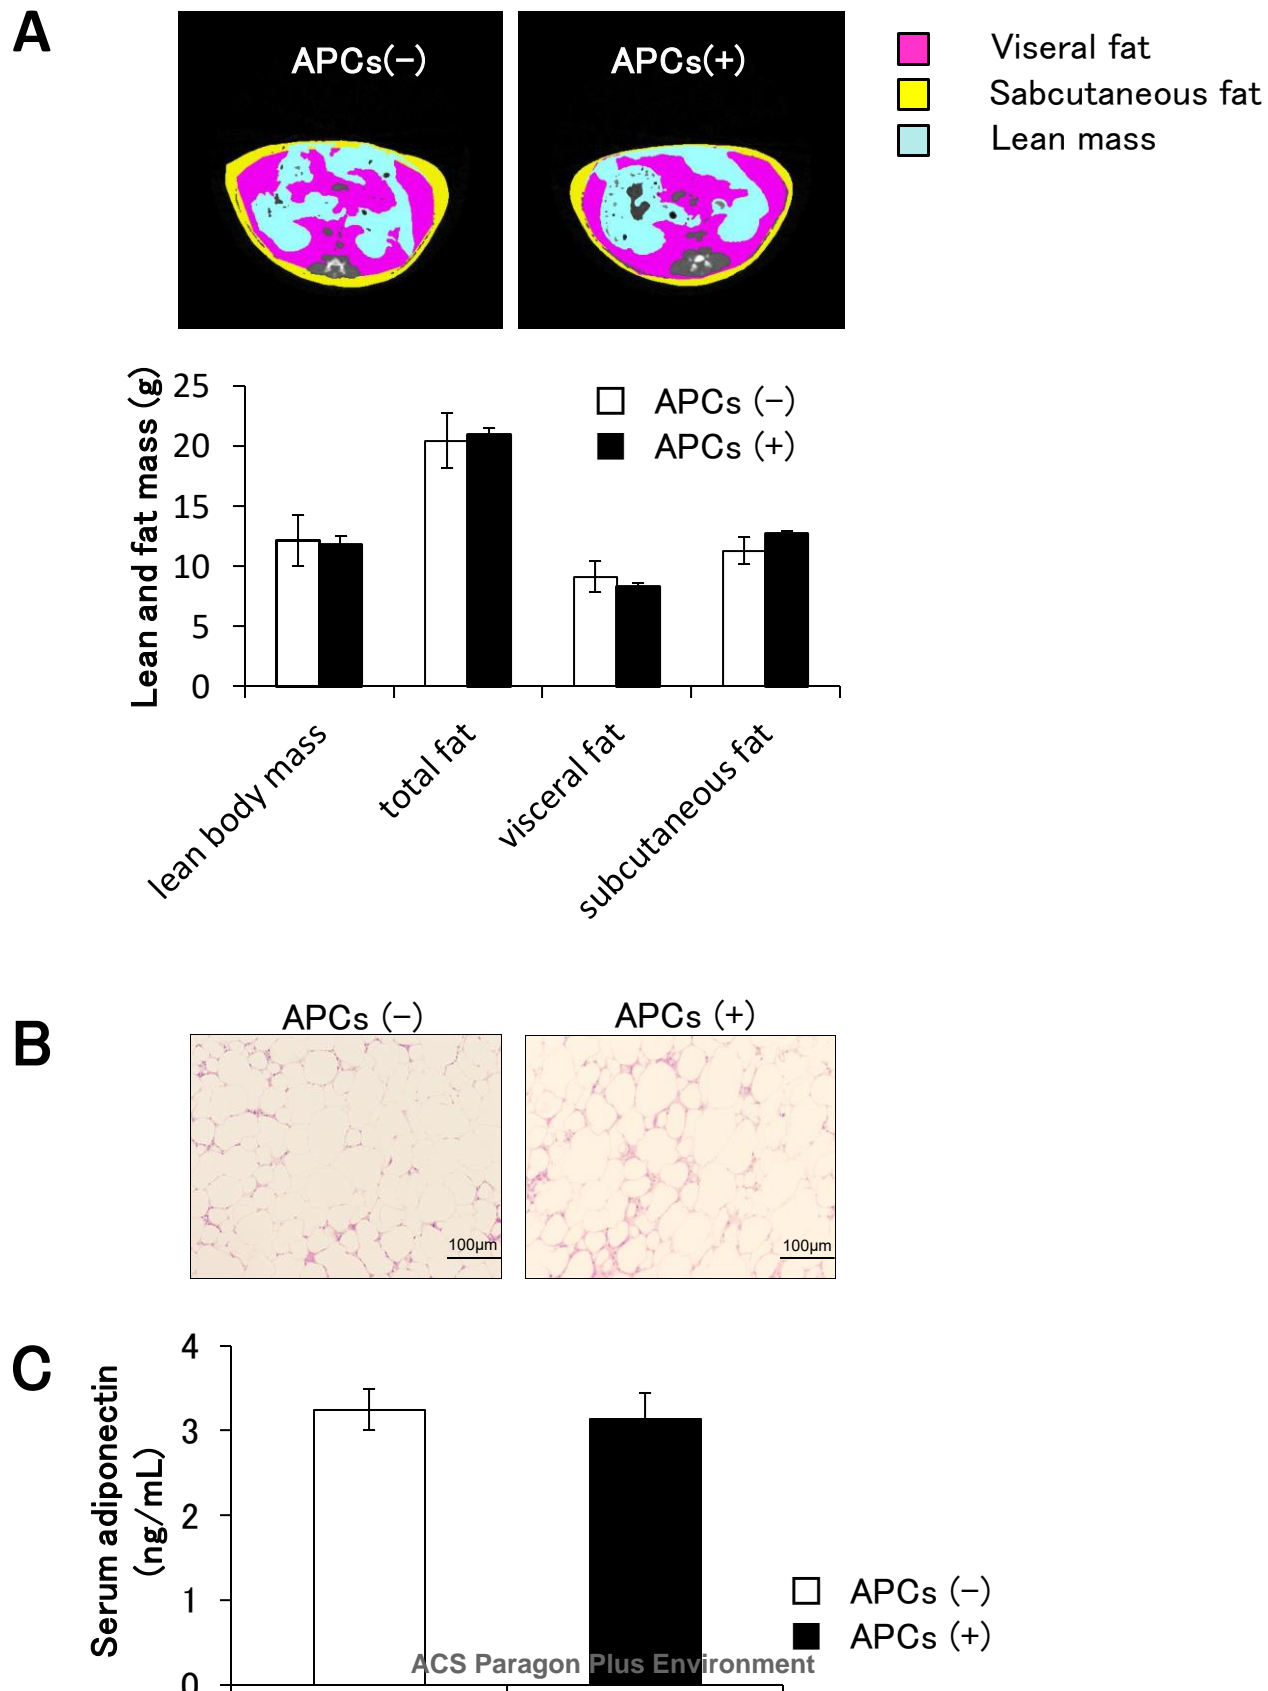 A
APCs(−)
APCs(+)
Viseral fat
Sabcutaneous fat
Lean mass
Lean and fat mass (g)
25
20
15
10
5
0
APCs (−)
APCs (+)
lean body mass
total fat
visceral fat
subcutaneous fat
B
APCs (−)
APCs (+)
100μm
100μm
C
Serum adiponectin
(ng/mL)
4
3
2
1
0
APCs (−)
APCs (+)
ACS Paragon Plus Environment